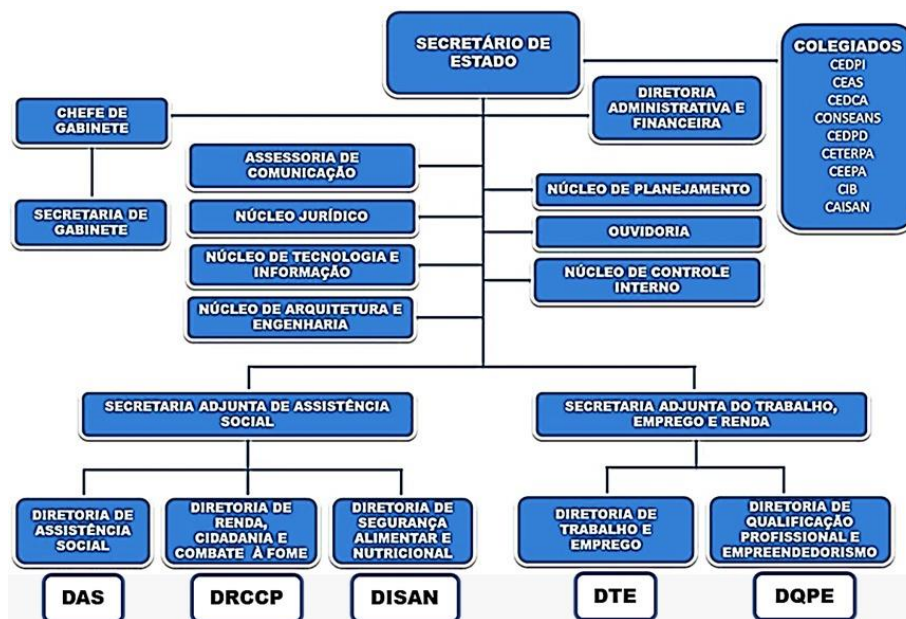 SECRETÁRIO DE
ESTADO
COLEGIADOS
CEDPI
CEAS
CEDCA
CONSEANS
CEDPD
CETERPA
CEEPA
CIB
CAISAN
DIRETORIA
ADMINISTRATIVA E
FINANCEIRA
CHEFE DE
GABINETE
SECRETARIA DE
GABINETE
ASSESSORIA DE
COMUNICAÇÃO
NÚCLEO DE PLANEJAMENTO
NÚCLEO JURÍDICO
OUVIDORIA
NÚCLEO DE TECNOLOGIA E
INFORMAÇÃO
NÚCLEO DE CONTROLE
INTERNO
NÚCLEO DE ARQUITETURA E
ENGENHARIA
SECRETARIA ADJUNTA DE ASSISTÊNCIA
SOCIAL
SECRETARIA ADJUNTA DO TRABALHO,
EMPREGO E RENDA
DIRETORIA DE
ASSISTÊNCIA
SOCIAL
DIRETORIA DE
RENDA,
CIDADANIA E
COMBATE À FOME
DIRETORIA DE
SEGURANÇA
ALIMENTAR E
NUTRICIONAL
DIRETORIA DE
TRABALHO E
EMPREGO
DIRETORIA DE
QUALIFICAÇÃO
PROFISSIONAL E
EMPREENDEDORISMO
DAS
DRCCP
DISAN
DTE
DQPE